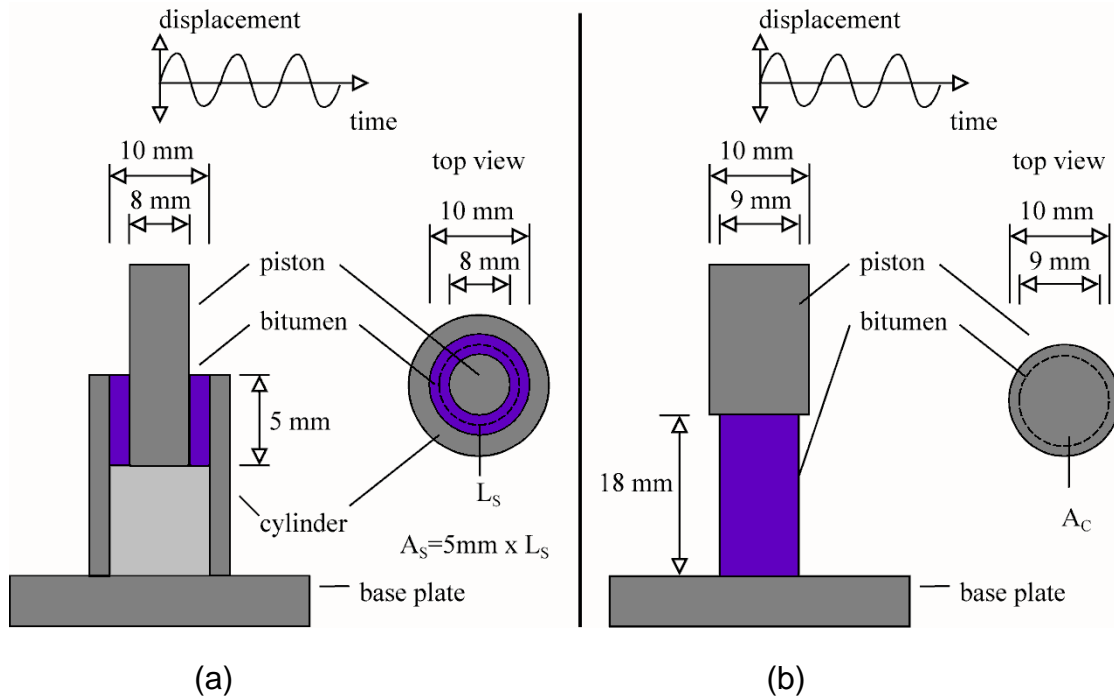 displacement
time
10 mm
8 mm
top view
10 mm
8 mm
piston
bitumen
5 mm
L_S
cylinder
A_S=5mm x L_S
base plate
(a)
displacement
time
10 mm
9 mm
top view
10 mm
9 mm
piston
bitumen
18 mm
A_C
base plate
(b)